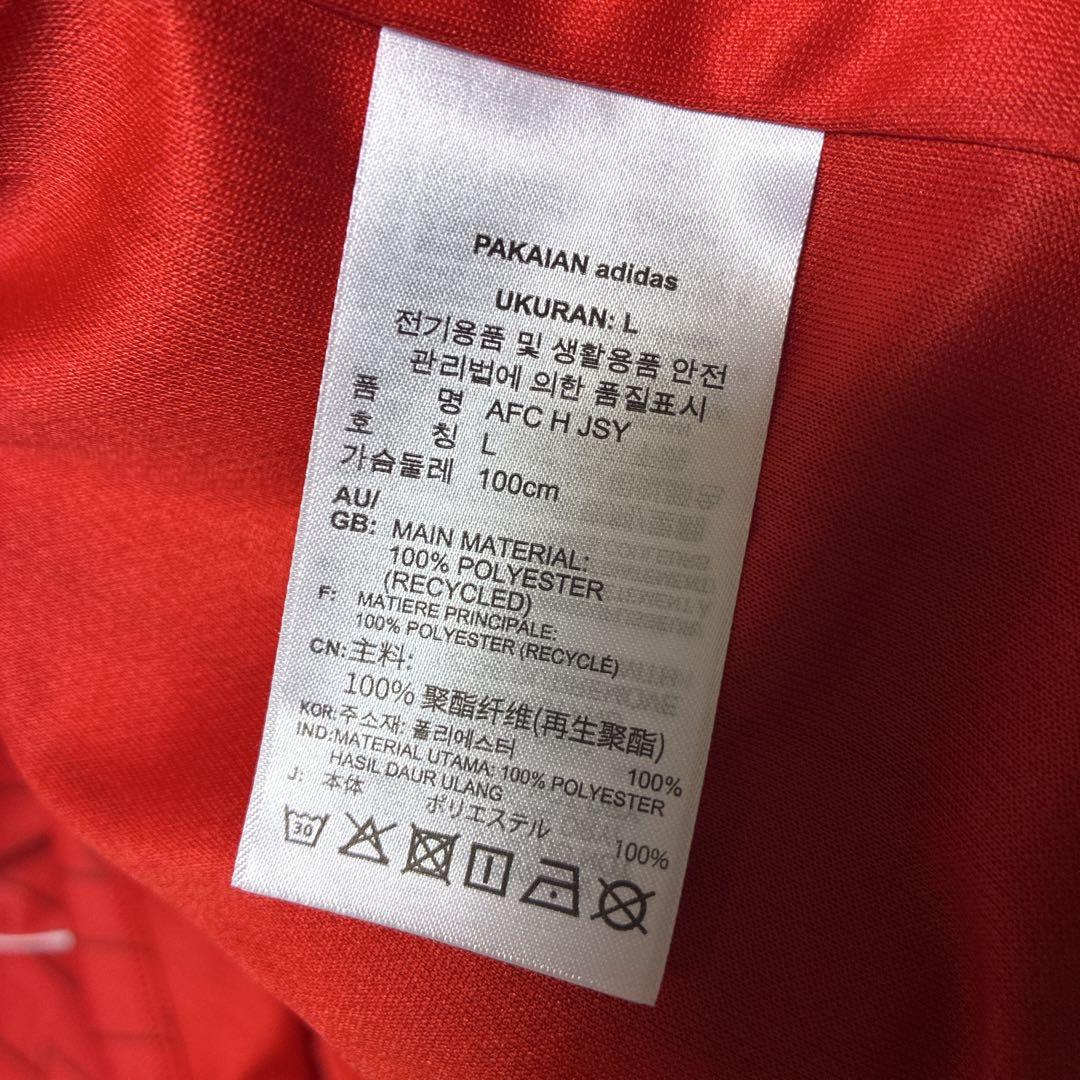 PAKAIAN adidas
UKURAN: L
전기용품 및 생활용품 안전
관리법에 의한 품질표시
품 명 AFC H JSY
호 칭 L
가슴둘레 100cm
AU/
GB: MAIN MATERIAL:
100% POLYESTER
(RECYCLED)
F: MATIERE PRINCIPALE:
100% POLYESTER (RECYCLÉ)
CN: 主料:
100% 聚酯纤维(再生聚酯)
KOR: 주소재: 폴리에스터 100%
IND: MATERIAL UTAMA: 100% POLYESTER
HASIL DAUR ULANG
J: 本体 ポリエステル 100%
30